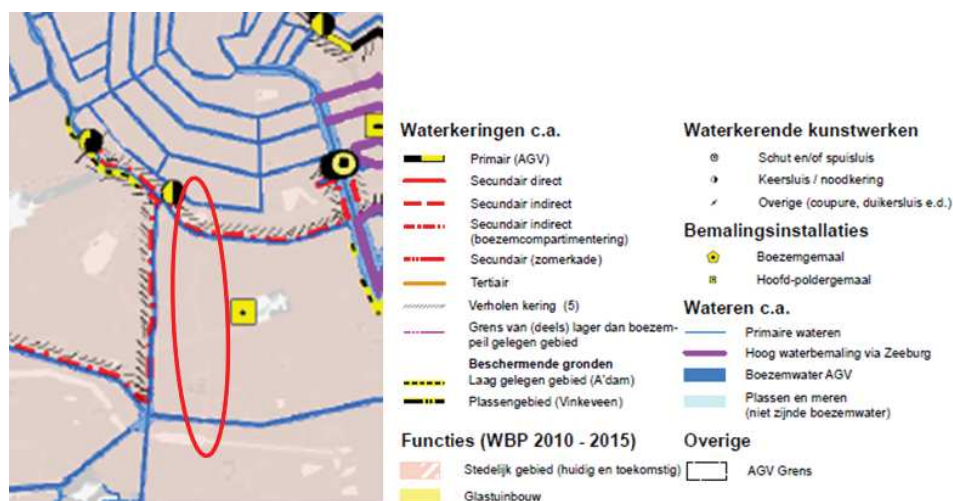 Waterkeringen c.a.
Primair (AGV)
Secundair direct
Secundair indirect
Secundair indirect
(boezemcompartimentering)
Secundair (zomerkade)
Tertiair
Verholen kering (5)
Grens van (deels) lager dan boezem-
peil gelegen gebied
Beschermende gronden
Laag gelegen gebied (A'dam)
Plassengebied (Vinkeveen)
Functies (WBP 2010 - 2015)
Stedelijk gebied (huidig en toekomstig)
Glastuinbouw
Waterkerende kunstwerken
Schut en/of spuisluis
Keersluis / noodkering
Overige (coupure, duikersluis e.d.)
Bemalingsinstallaties
Boezemgemaal
Hoofd-poldergemaal
Wateren c.a.
Primaire wateren
Hoog waterbemaling via Zeeburg
Boezemwater AGV
Plassen en meren
(niet zijnde boezemwater)
Overige
AGV Grens